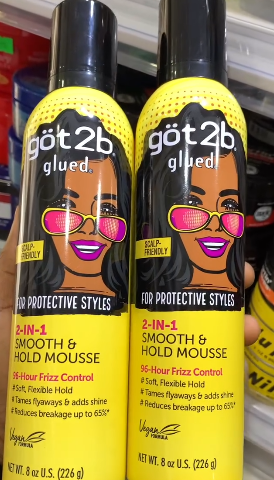 göt2b
glued®
SCALP-
FRIENDLY
FOR PROTECTIVE STYLES
2-IN-1
SMOOTH &
HOLD MOUSSE
96-Hour Frizz Control
# Soft, Flexible Hold
# Tames flyaways & adds shine
# Reduces breakage up to 65%*
Vegan
FORMULA
NET WT. 8 oz U.S. (226 g)
göt2b
glued®
SCALP-
FRIENDLY
FOR PROTECTIVE STYLES
2-IN-1
SMOOTH &
HOLD MOUSSE
96-Hour Frizz Control
# Soft, Flexible Hold
# Tames flyaways & adds shine
# Reduces breakage up to 65%*
Vegan
FORMULA
NET WT. 8 oz U.S. (226 g)